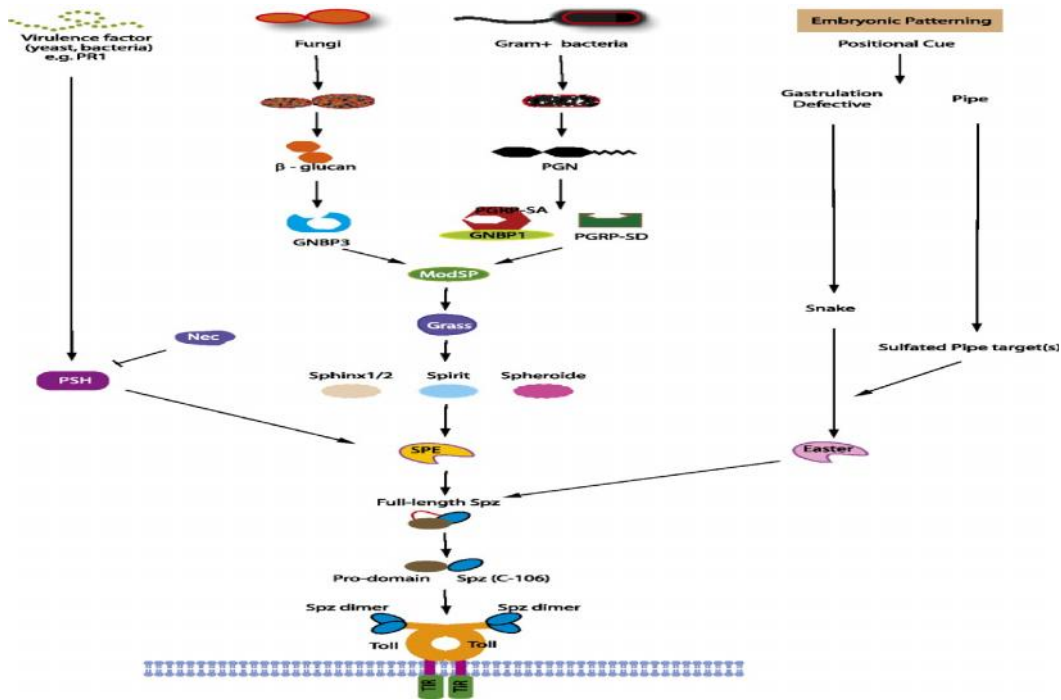 Virulence factor
(yeast, bacteria)
e.g. PR1
Fungi
Gram+ bacteria
Embryonic Patterning
Positional Cue
Gastrulation
Defective
Pipe
β - glucan
PGN
GNBP3
PGRP-SA
GNBP1
PGRP-SD
ModSP
Grass
Snake
Nec
Sulfated Pipe target(s)
PSH
Sphinx1/2
Spirit
Spheroide
SPE
Easter
Full-length Spz
Pro-domain
Spz (C-106)
Spz dimer
Spz dimer
Toll
Toll
TIR
TIR